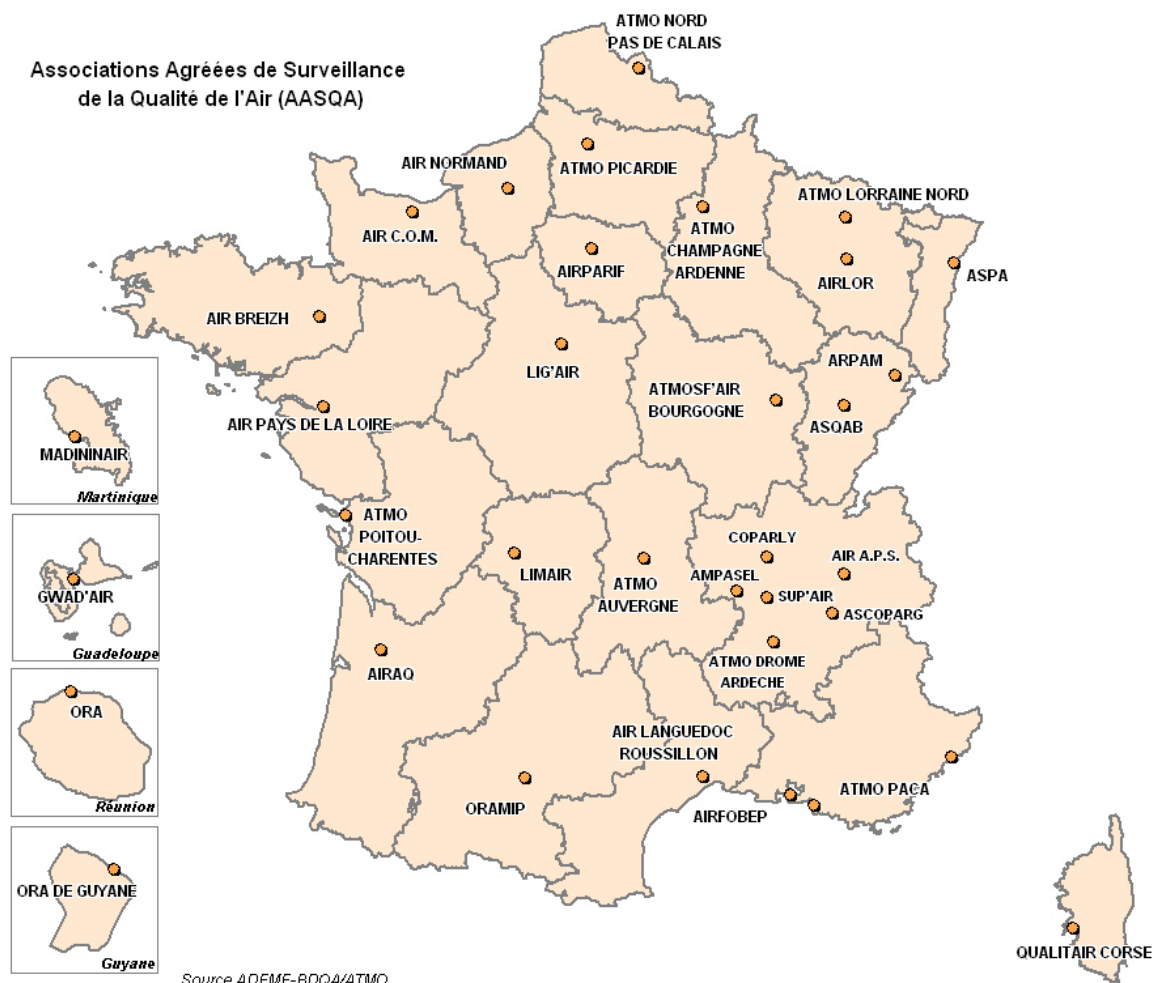 Associations Agréées de Surveillance
de la Qualité de l'Air (AASQA)
ATMO NORD
PAS DE CALAIS
AIR NORMAND
ATMO PICARDIE
ATMO LORRAINE NORD
AIR C.O.M.
AIRPARIF
ATMO
CHAMPAGNE
ARDENNE
AIRLOR
ASPA
AIR BREIZH
LIG'AIR
ARPAM
ATMOSF'AIR
BOURGOGNE
ASQAB
AIR PAYS DE LA LOIRE
MADININAIR
Martinique
ATMO
POITOU-
CHARENTES
LIMAIR
ATMO
AUVERGNE
COPARLY
AIR A.P.S.
AMPASEL
SUP'AIR
ASCOPARG
GWAD'AIR
Guadeloupe
AIRAQ
ATMO DROME
ARDECHE
ORA
Réunion
AIR LANGUEDOC
ROUSSILLON
ORAMIP
ATMO PACA
AIRFOBEP
ORA DE GUYANE
Guyane
QUALITAIR CORSE
Source ADEME-BDQA/ATMO